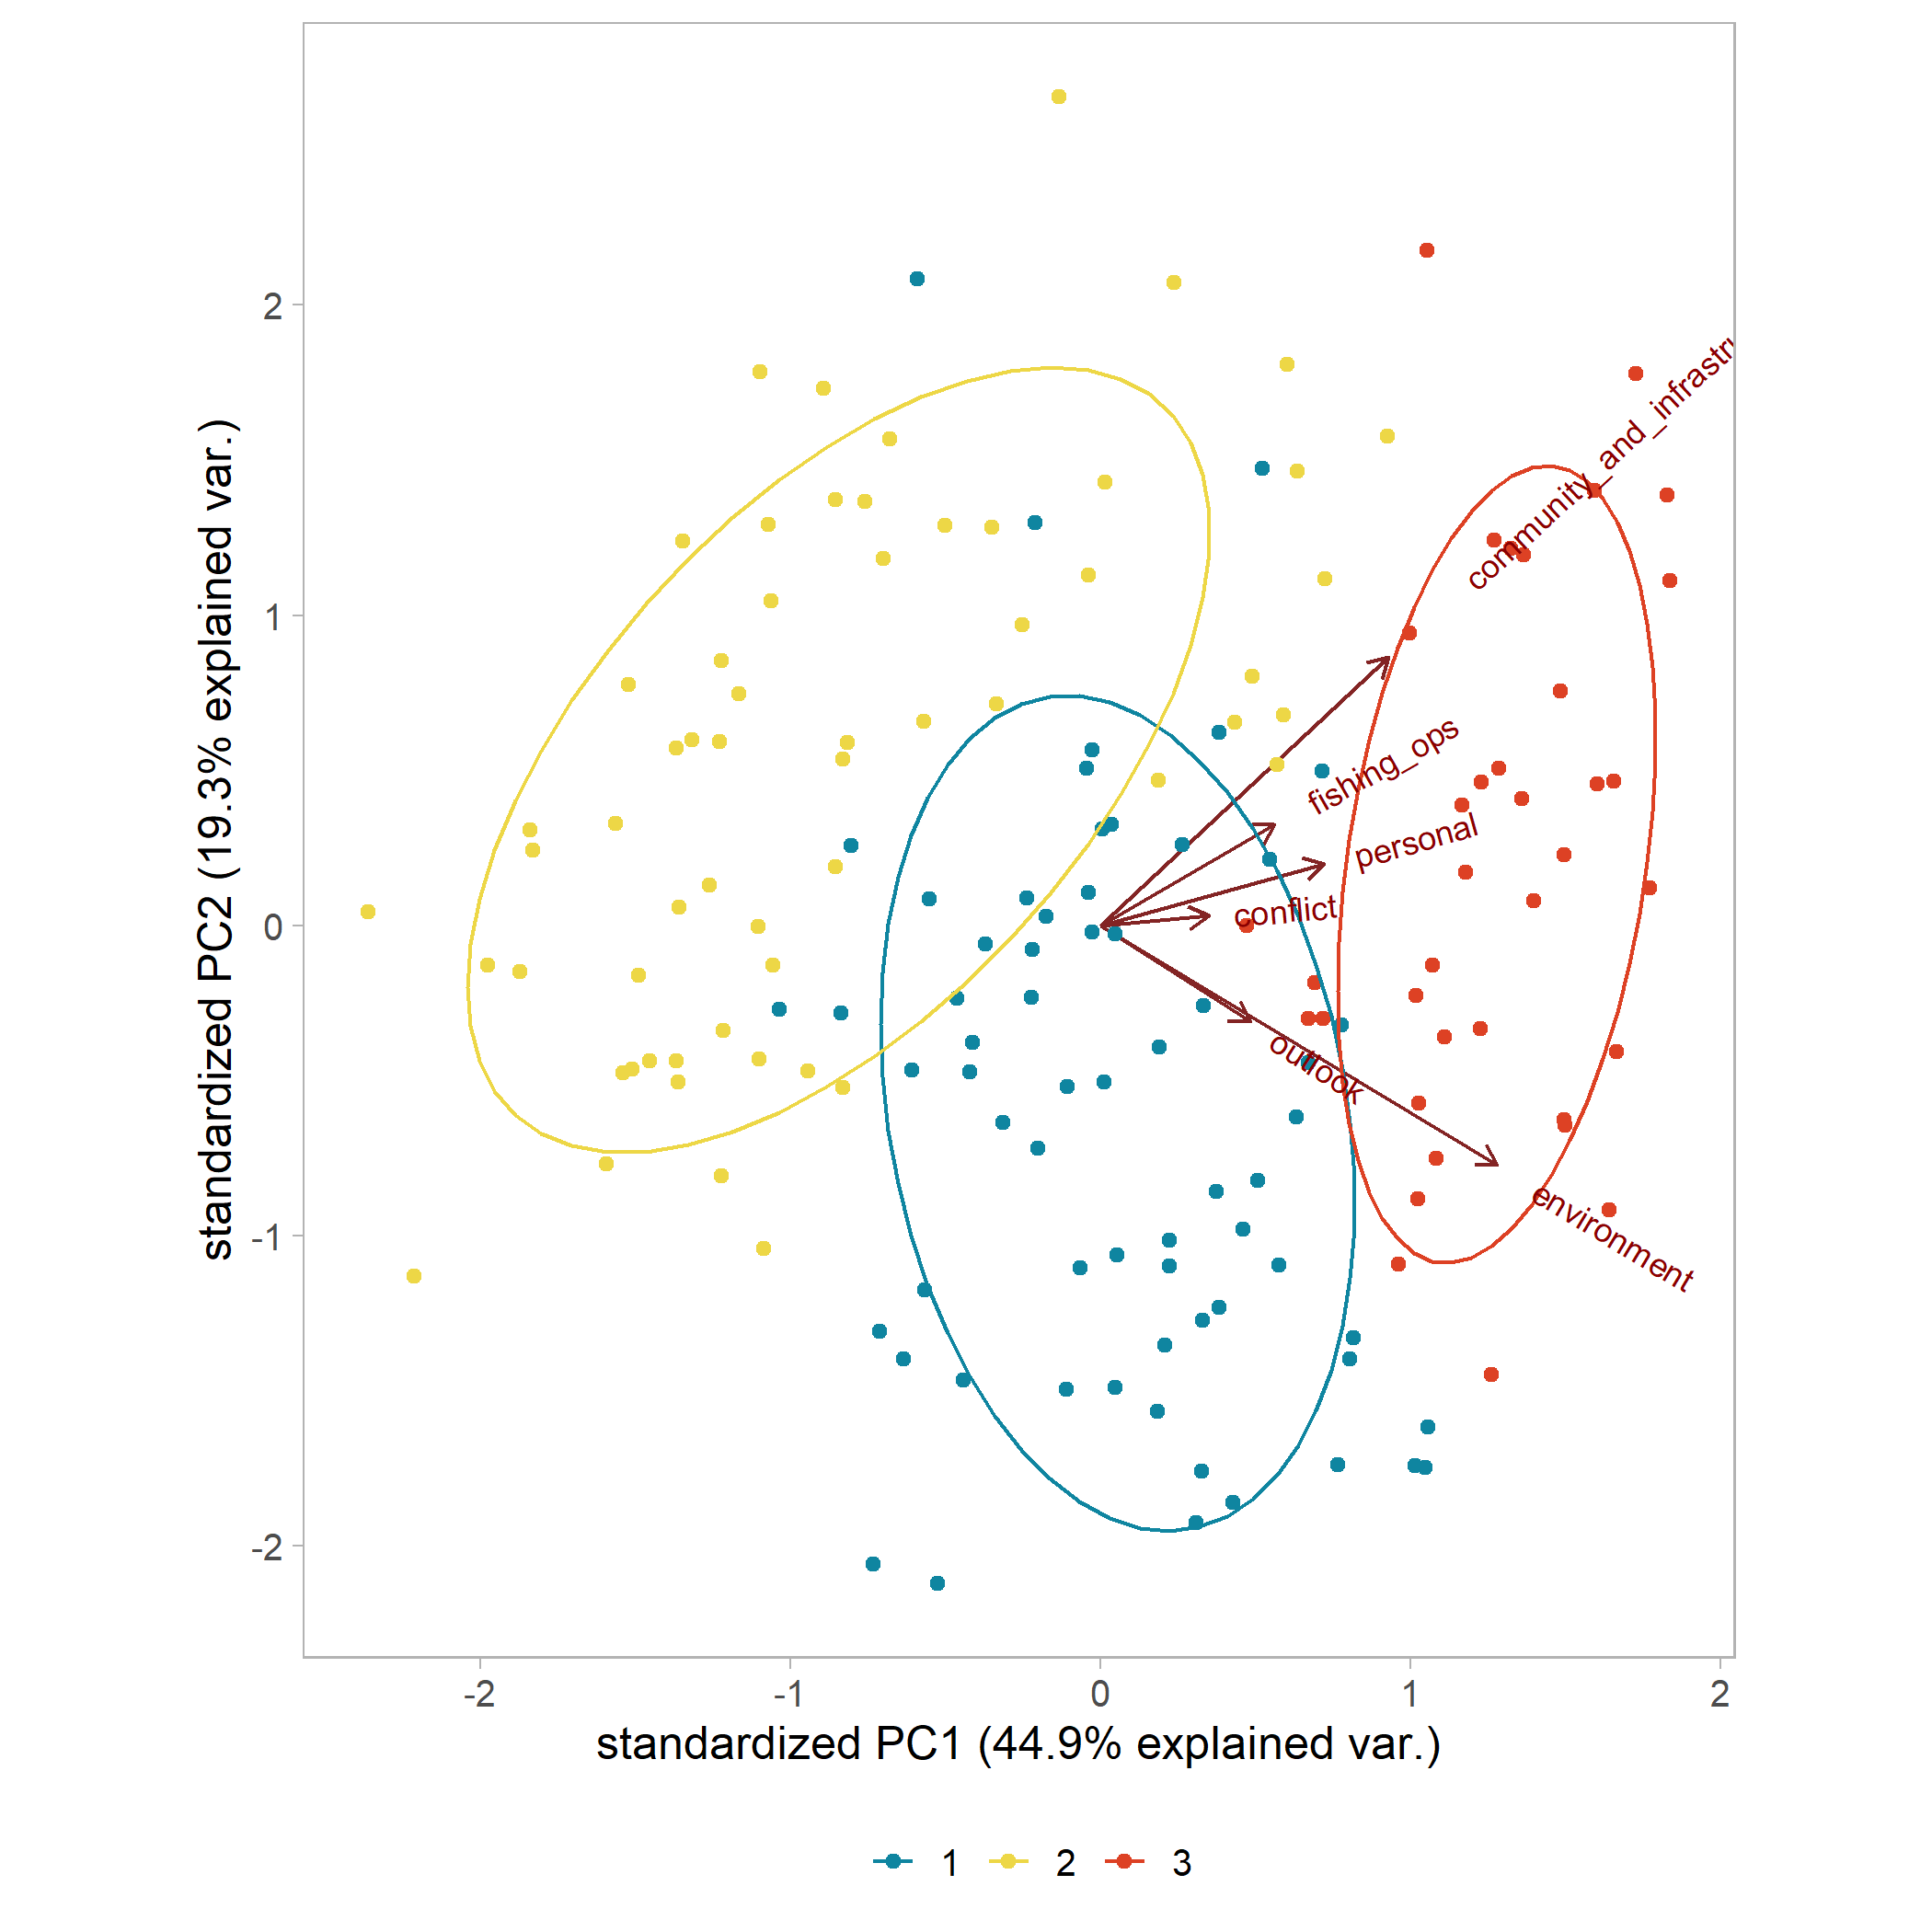 standardized PC2 (19.3% explained var.)
2
1
0
-1
-2
community_and_infrastr
fishing_ops
personal
conflict
outlook
environment
-2 -1 0 1 2
standardized PC1 (44.9% explained var.)
1 2 3